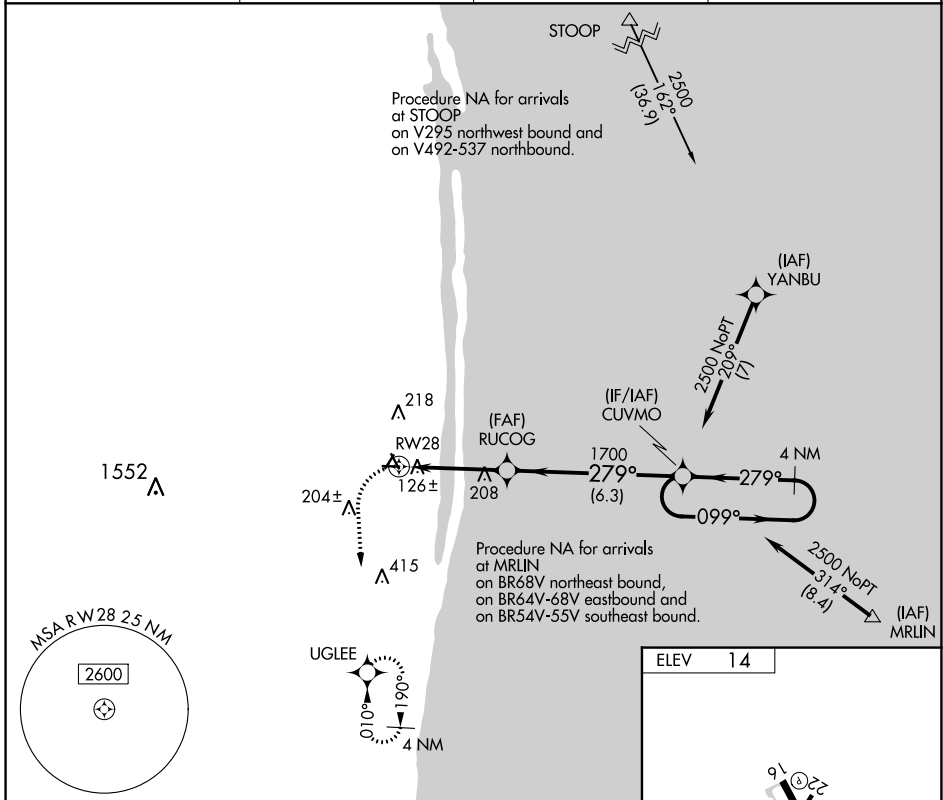 STOOP
2500
162°
(36.9)
Procedure NA for arrivals
at STOOP
on V295 northwest bound and
on V492-537 northbound.
(IAF)
YANBU
2500 NoPT
209°
(7)
(IF/IAF)
CUVMO
(FAF)
RUCOG
218
RW28
1552
126±
204±
208
1700
279°
(6.3)
4 NM
279°
099°
415
Procedure NA for arrivals
at MRLIN
on BR68V northeast bound,
on BR64V-68V eastbound and
on BR54V-55V southeast bound.
2500 NoPT
314°
(8.4)
(IAF)
MRLIN
MSA RW28 25 NM
2600
UGLEE
010°
190°
4 NM
ELEV 14
16
22
P